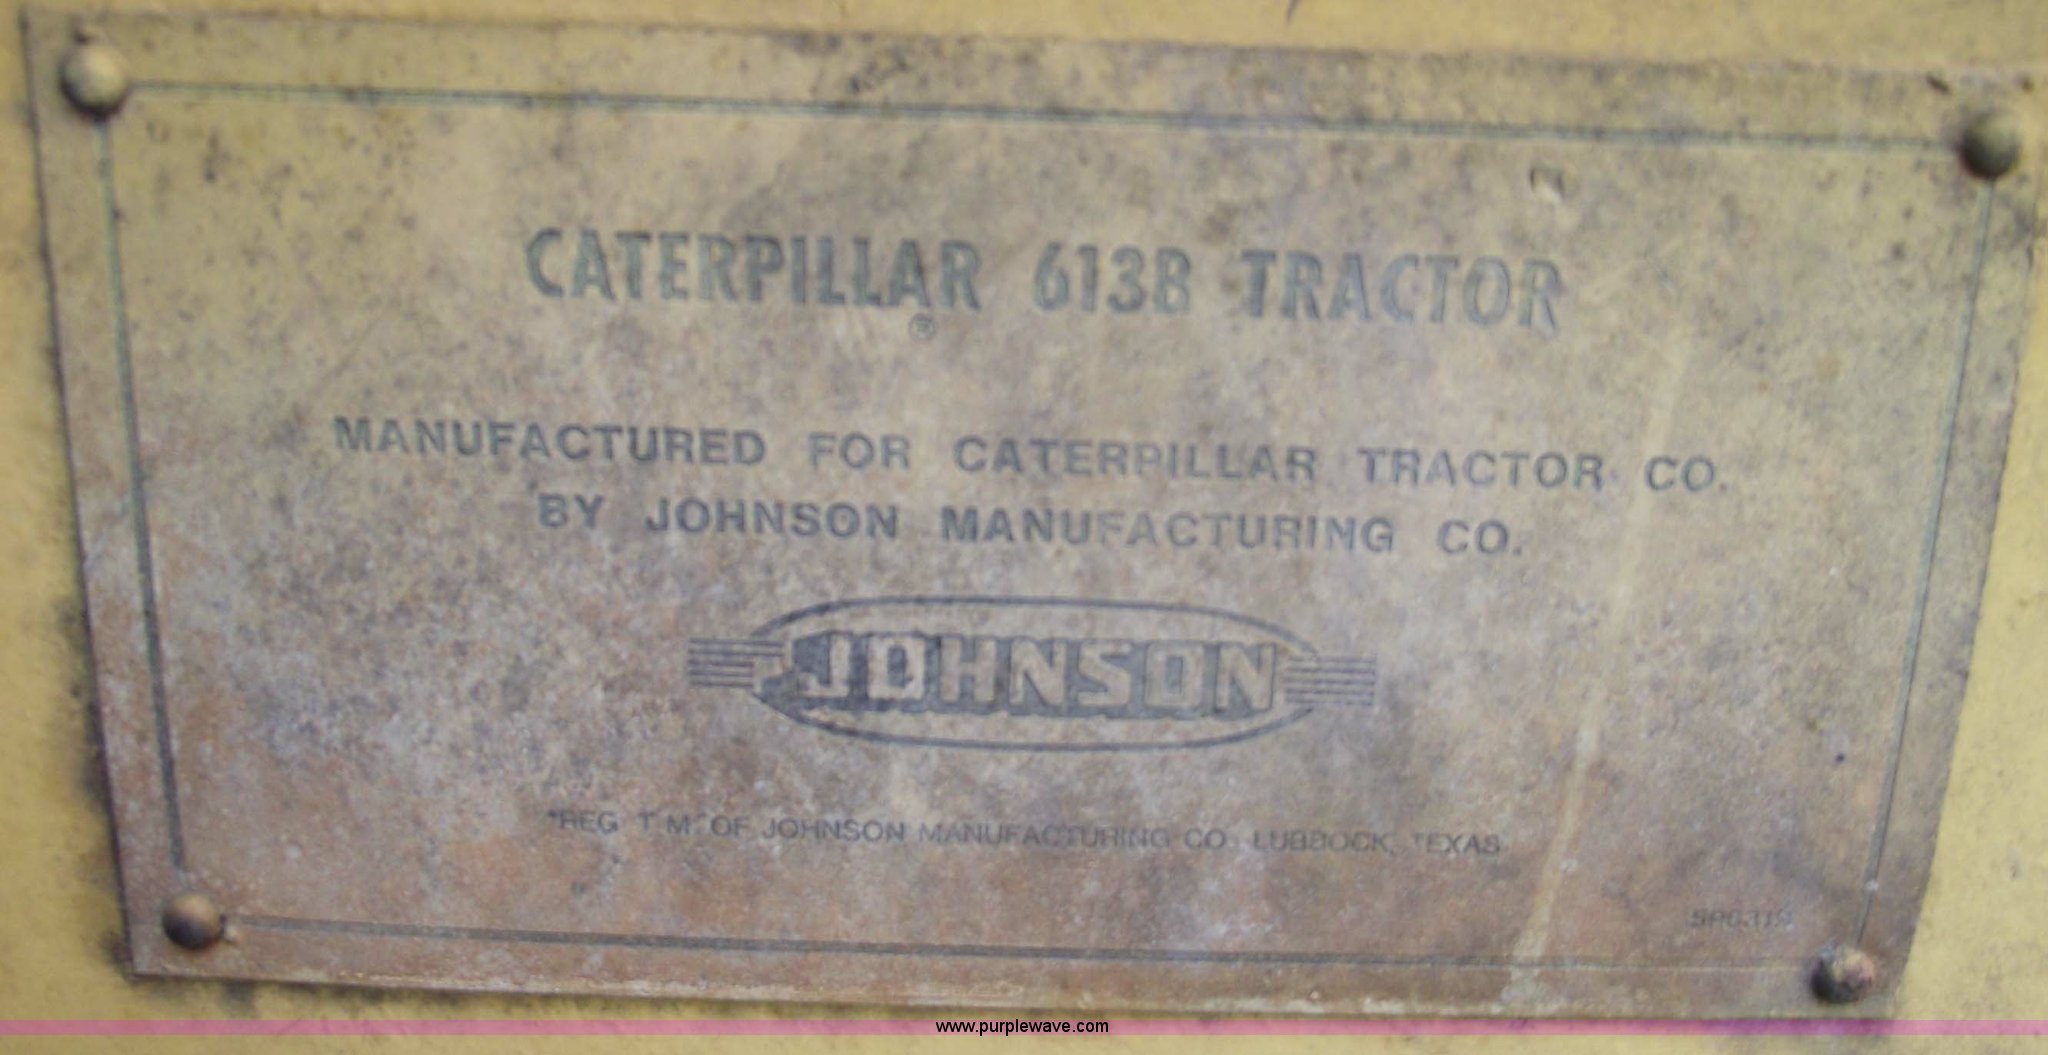 CATERPILLAR 613B TRACTOR
®
MANUFACTURED FOR CATERPILLAR TRACTOR CO.
BY JOHNSON MANUFACTURING CO.
JOHNSON
*REG T M. OF JOHNSON MANUFACTURING CO. LUBBOCK, TEXAS
www.purplewave.com